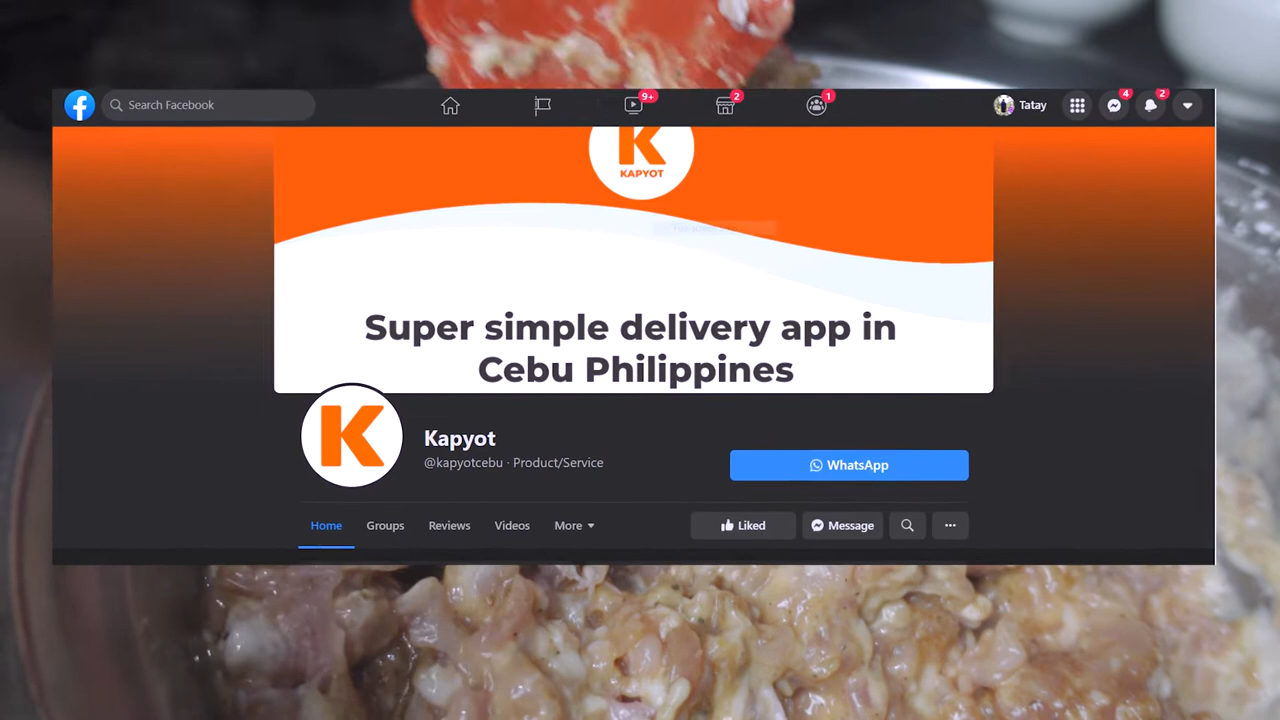 Search Facebook
9+
2
1
Tatay
4
2
K
KAPYOT
Super simple delivery app in
Cebu Philippines
K
Kapyot
@kapyotcebu · Product/Service
WhatsApp
Home
Groups
Reviews
Videos
More
Liked
Message